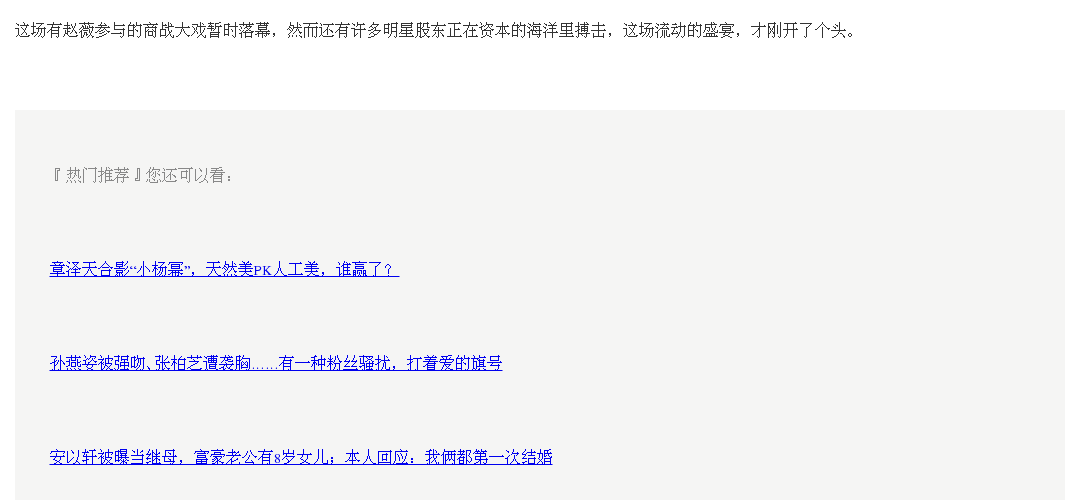 这场有赵薇参与的商战大戏暂时落幕，然而还有许多明星股东正在资本的海洋里搏击，这场流动的盛宴，才刚开了个头。
『 热门推荐 』您还可以看：
章泽天合影“小杨幂”，天然美PK人工美，谁赢了？
孙燕姿被强吻、张柏芝遭袭胸……有一种粉丝骚扰，打着爱的旗号
安以轩被曝当继母，富豪老公有8岁女儿；本人回应：我俩都第一次结婚